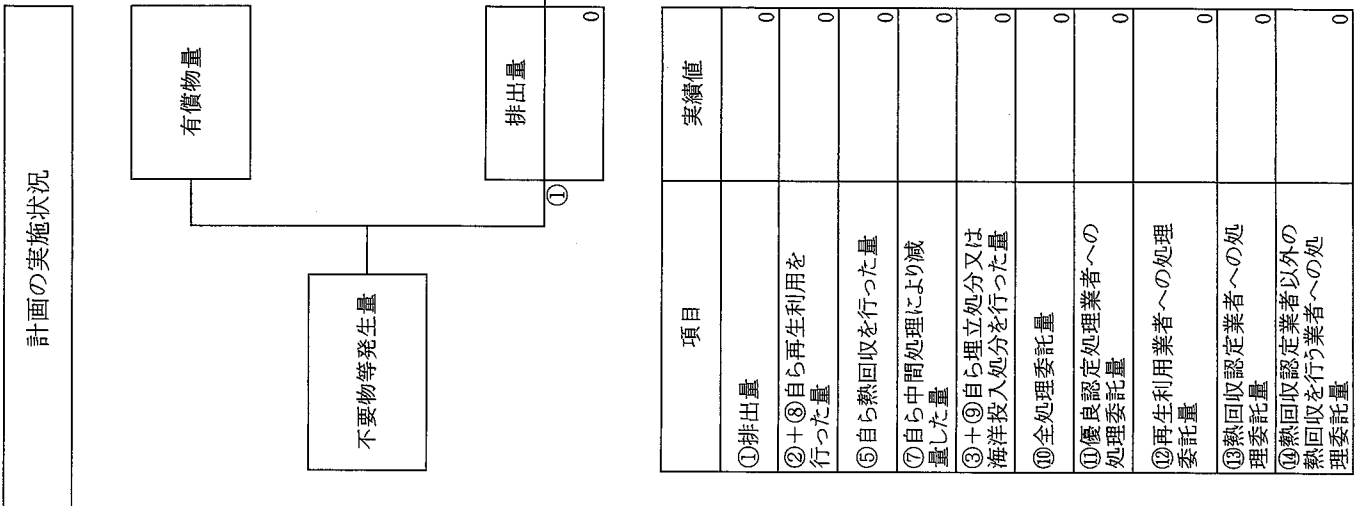 計画の実施状況
有償物量
不要物等発生量
排出量
①
0
項目
実績値
①排出量
0
②+⑧自ら再生利用を
行った量
0
⑤自ら熱回収を行った量
0
⑦自ら中間処理により減
量した量
0
③+⑨自ら埋立処分又は
海洋投入処分を行った量
0
⑩全処理委託量
0
⑪優良認定処理業者への
処理委託量
0
⑫再生利用業者への処理
委託量
0
⑬熱回収認定業者への処
理委託量
0
⑭熱回収認定業者以外の
熱回収を行う業者への処
理委託量
0